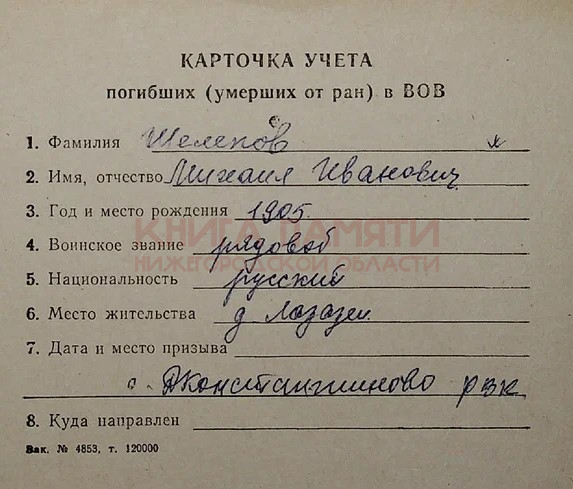 КАРТОЧКА УЧЕТА
погибших (умерших от ран) в ВОВ
1. Фамилия Шелепов х
2. Имя, отчество Михаил Иванович
3. Год и место рождения 1905
КНИГА ПАМЯТИ
4. Воинское звание рядовой
НИЖЕГОРОДСКОЙ ОБЛАСТИ
5. Национальность русский
6. Место жительства д Лазазеи
7. Дата и место призыва
с. Дконстантиново рвк
8. Куда направлен
Зак. № 4853, т. 120000